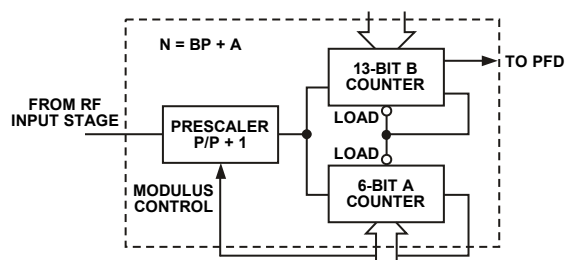 N = BP + A
13-BIT B
COUNTER
TO PFD
FROM RF
INPUT STAGE
PRESCALER
P/P + 1
LOAD
LOAD
MODULUS
CONTROL
6-BIT A
COUNTER